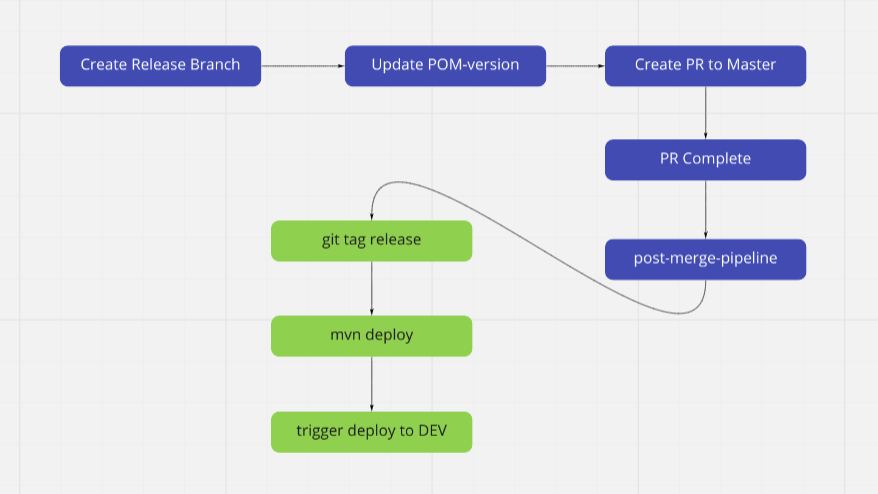 Create Release Branch
Update POM-version
Create PR to Master
PR Complete
post-merge-pipeline
git tag release
mvn deploy
trigger deploy to DEV